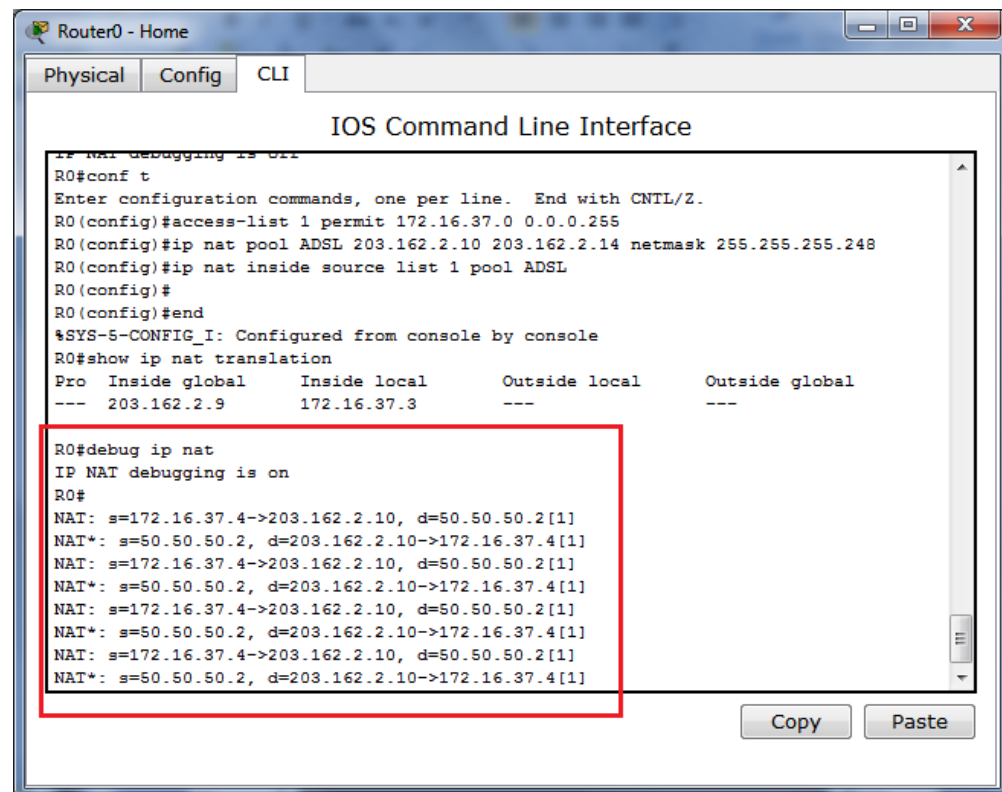 Router0 - Home
Physical Config CLI
IOS Command Line Interface
IP NAT debugging is off
R0#conf t
Enter configuration commands, one per line.  End with CNTL/Z.
R0(config)#access-list 1 permit 172.16.37.0 0.0.0.255
R0(config)#ip nat pool ADSL 203.162.2.10 203.162.2.14 netmask 255.255.255.248
R0(config)#ip nat inside source list 1 pool ADSL
R0(config)#
R0(config)#end
%SYS-5-CONFIG_I: Configured from console by console
R0#show ip nat translation
Pro  Inside global     Inside local       Outside local      Outside global
---  203.162.2.9       172.16.37.3        ---                ---
R0#debug ip nat
IP NAT debugging is on
R0#
NAT: s=172.16.37.4->203.162.2.10, d=50.50.50.2[1]
NAT*: s=50.50.50.2, d=203.162.2.10->172.16.37.4[1]
NAT: s=172.16.37.4->203.162.2.10, d=50.50.50.2[1]
NAT*: s=50.50.50.2, d=203.162.2.10->172.16.37.4[1]
NAT: s=172.16.37.4->203.162.2.10, d=50.50.50.2[1]
NAT*: s=50.50.50.2, d=203.162.2.10->172.16.37.4[1]
NAT: s=172.16.37.4->203.162.2.10, d=50.50.50.2[1]
NAT*: s=50.50.50.2, d=203.162.2.10->172.16.37.4[1]
Copy Paste